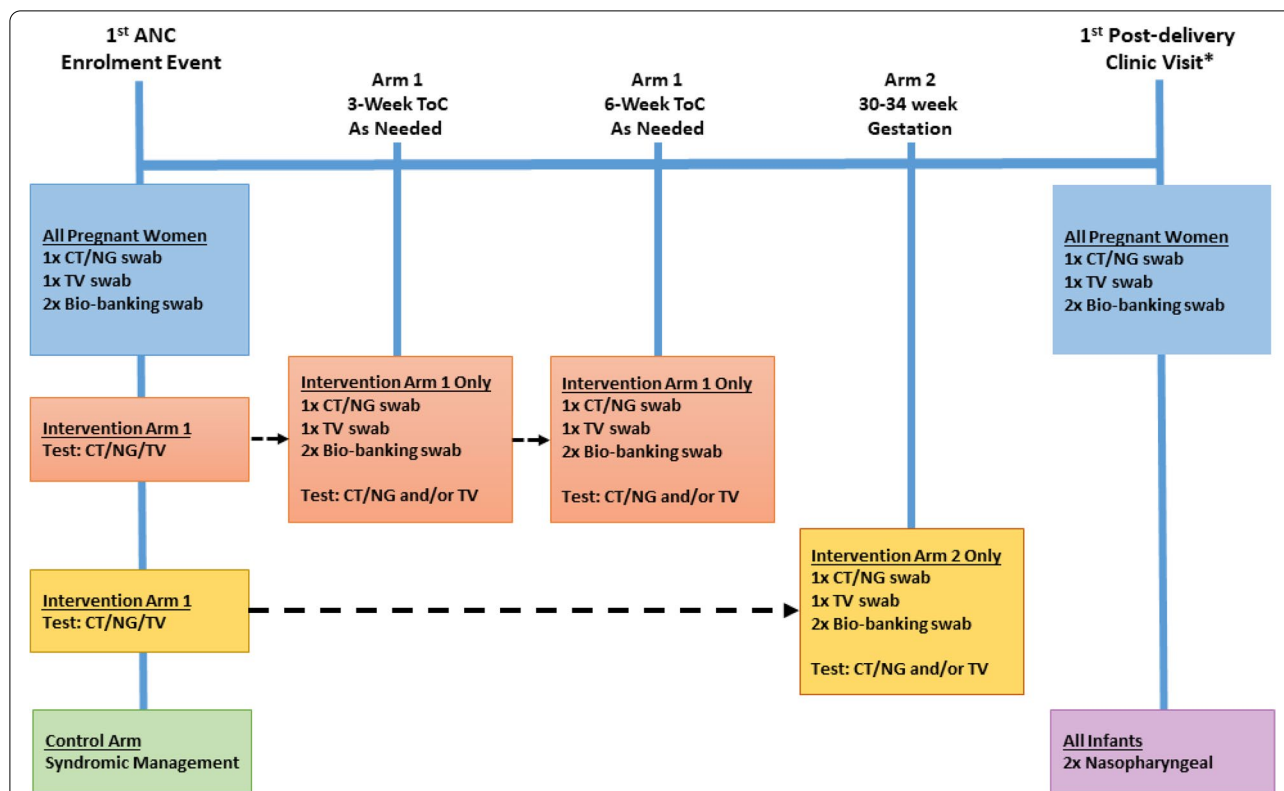 1st ANC
Enrolment Event
Arm 1
3-Week ToC
As Needed
Arm 1
6-Week ToC
As Needed
Arm 2
30-34 week
Gestation
1st Post-delivery
Clinic Visit*
All Pregnant Women
1x CT/NG swab
1x TV swab
2x Bio-banking swab
All Pregnant Women
1x CT/NG swab
1x TV swab
2x Bio-banking swab
Intervention Arm 1
Test: CT/NG/TV
Intervention Arm 1 Only
1x CT/NG swab
1x TV swab
2x Bio-banking swab
Test: CT/NG and/or TV
Intervention Arm 1 Only
1x CT/NG swab
1x TV swab
2x Bio-banking swab
Test: CT/NG and/or TV
Intervention Arm 1
Test: CT/NG/TV
Intervention Arm 2 Only
1x CT/NG swab
1x TV swab
2x Bio-banking swab
Test: CT/NG and/or TV
Control Arm
Syndromic Management
All Infants
2x Nasopharyngeal